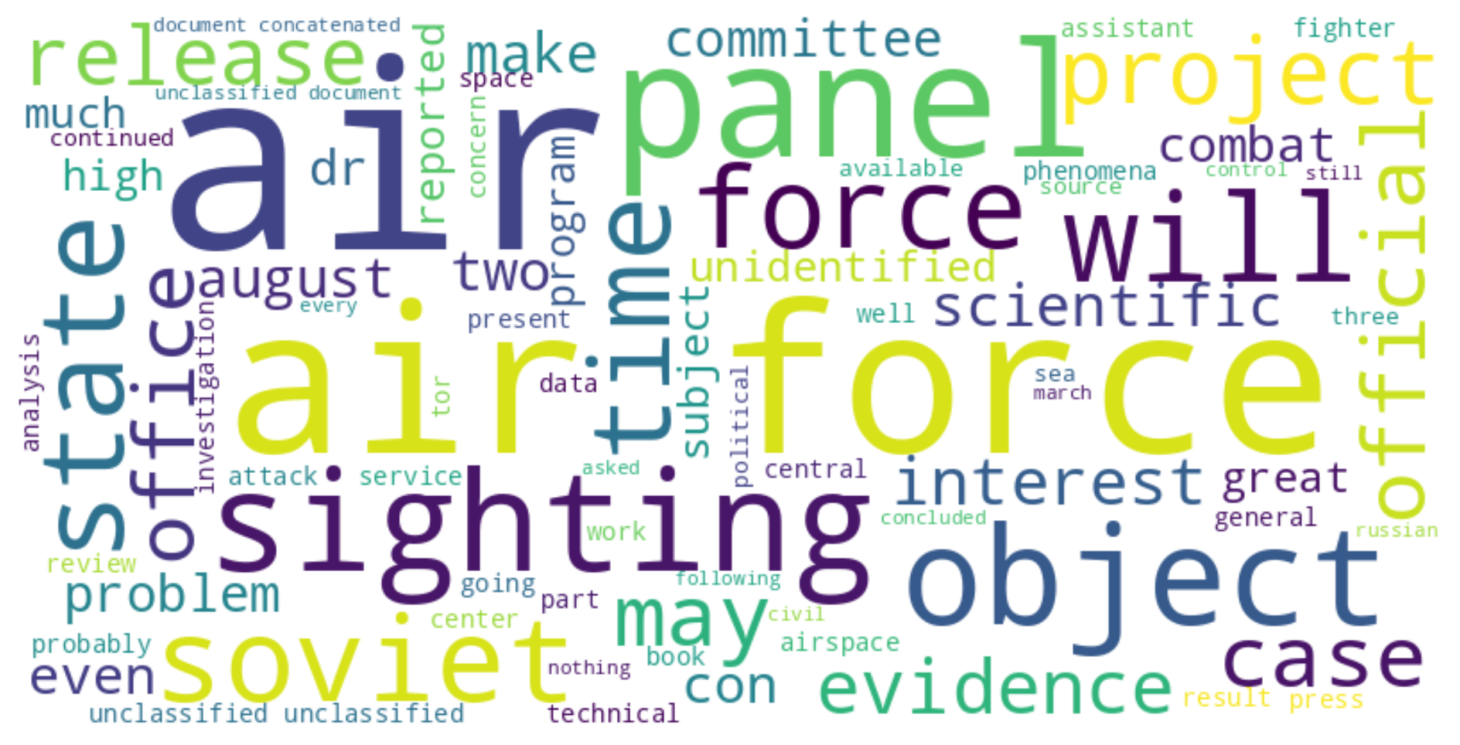 document concatenated
release
air
make
committee
assistant
fighter
panel
project
space
unclassified document
much
reported
concern
continued
dr
high
program
combat
available
phenomena
control
still
source
force
will
official
state
time
unidentified
office
august
two
every
present
subject
well
scientific
three
investigation
analysis
air force
tor
data
political
sea
march
attack
service
asked
central
interest
great
sighting
work
concluded
general
russian
object
review
problem
going
part
following
may
civil
center
airspace
probably
soviet
nothing
book
case
even
con
evidence
result
press
unclassified unclassified
technical